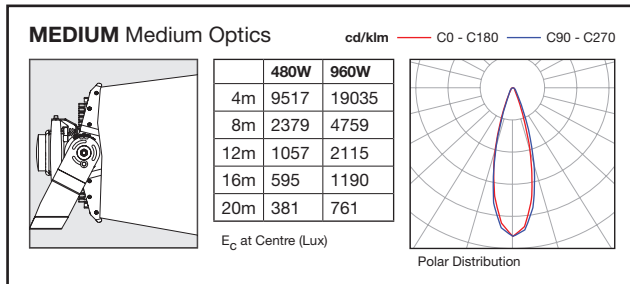 MEDIUM Medium Optics
cd/klm C0 - C180 C90 - C270
480W 960W
4m 9517 19035
8m 2379 4759
12m 1057 2115
16m 595 1190
20m 381 761
EC at Centre (Lux)
Polar Distribution